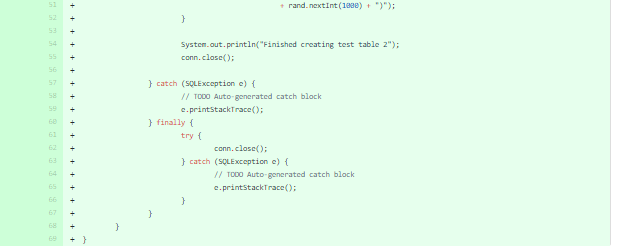 51 + + rand.nextInt(1000) + ")");
52 + }
53 +
54 + System.out.println("Finished creating test table 2");
55 + conn.close();
56 +
57 + } catch (SQLException e) {
58 + // TODO Auto-generated catch block
59 + e.printStackTrace();
60 + } finally {
61 + try {
62 + conn.close();
63 + } catch (SQLException e) {
64 + // TODO Auto-generated catch block
65 + e.printStackTrace();
66 + }
67 + }
68 + }
69 + }